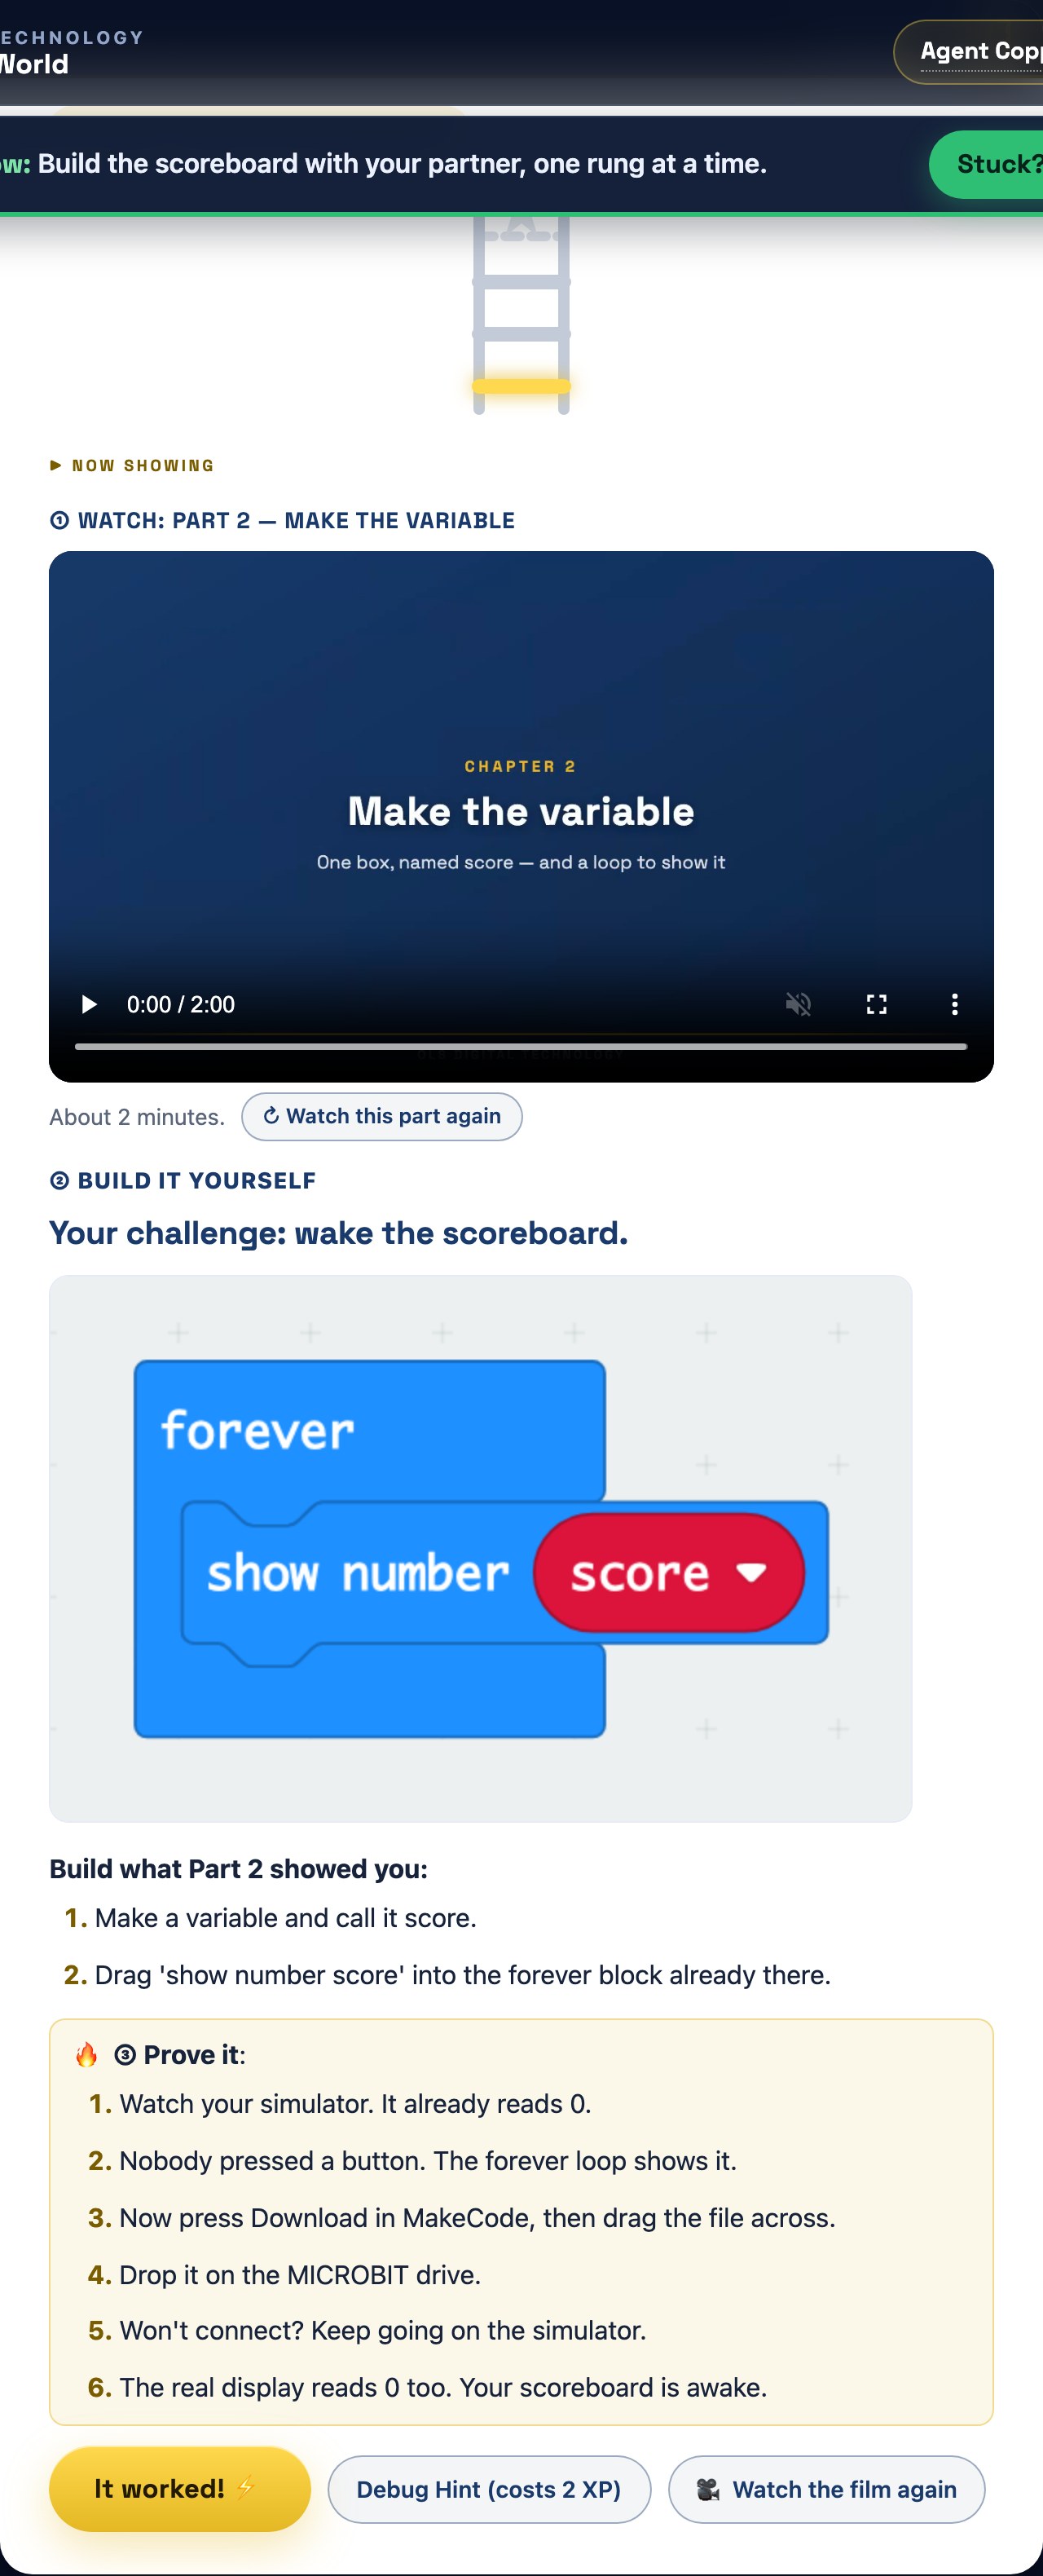 ECHNOLOGY
World
Agent Cop
ow: Build the scoreboard with your partner, one rung at a time.
Stuck?
▶ NOW SHOWING
① WATCH: PART 2 — MAKE THE VARIABLE
CHAPTER 2
Make the variable
One box, named score — and a loop to show it
0:00 / 2:00
OLS DIGITAL TECHNOLOGY
About 2 minutes.
↻ Watch this part again
② BUILD IT YOURSELF
Your challenge: wake the scoreboard.
forever
show number score
Build what Part 2 showed you:
1. Make a variable and call it score.
2. Drag 'show number score' into the forever block already there.
🔥 ③ Prove it:
1. Watch your simulator. It already reads 0.
2. Nobody pressed a button. The forever loop shows it.
3. Now press Download in MakeCode, then drag the file across.
4. Drop it on the MICROBIT drive.
5. Won't connect? Keep going on the simulator.
6. The real display reads 0 too. Your scoreboard is awake.
It worked! ⚡
Debug Hint (costs 2 XP)
🎥 Watch the film again